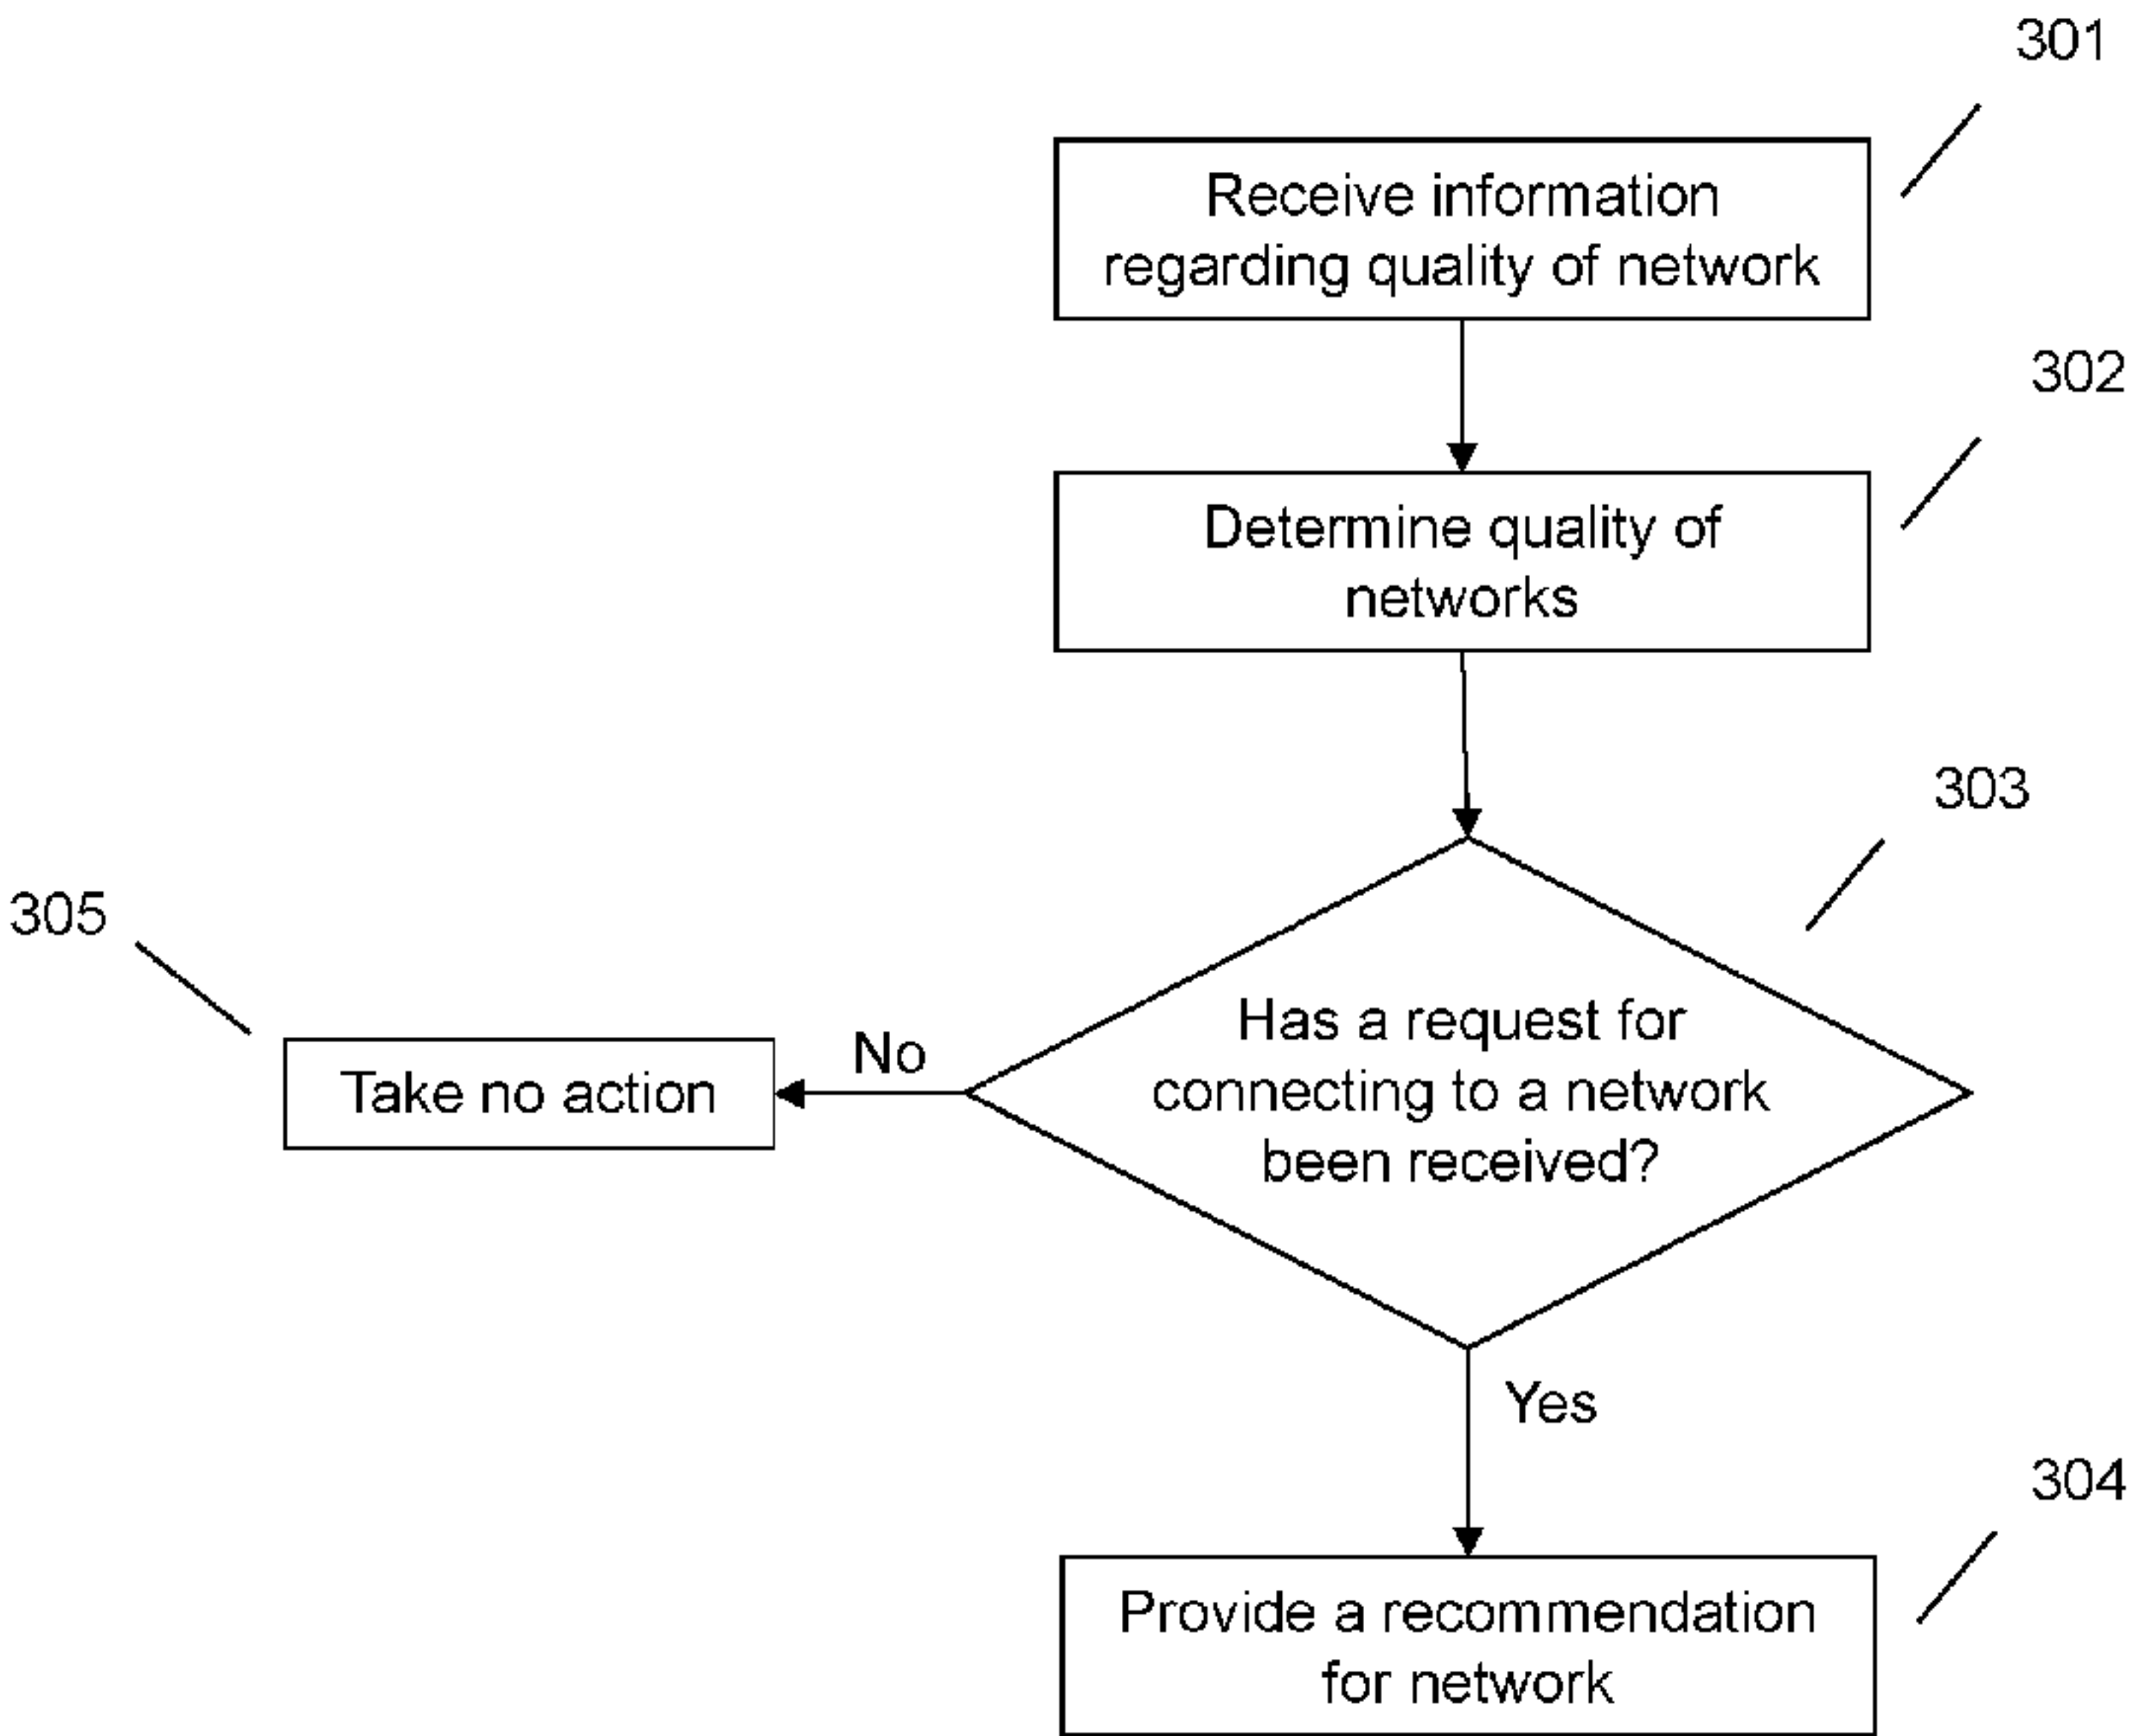 301
Receive information
regarding quality of network
302
Determine quality of
networks
303
305
Has a request for
connecting to a network
been received?
No
Take no action
Yes
304
Provide a recommendation
for network